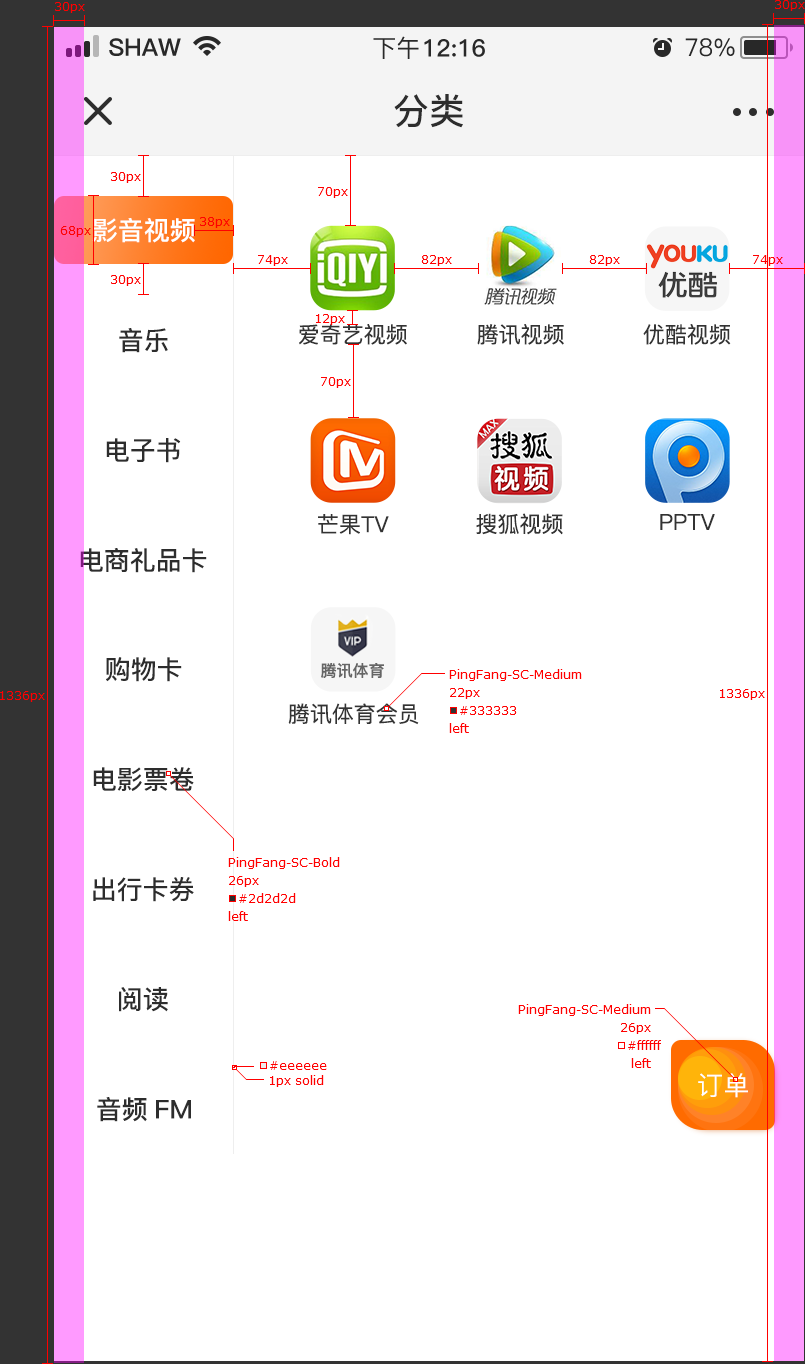 30px
30px
SHAW
下午12:16
78%
分类
30px
70px
68px
影音视频
38px
30px
74px
82px
82px
74px
iQIYI
腾讯视频
YOUKU
优酷
12px
爱奇艺视频
腾讯视频
优酷视频
音乐
70px
电子书
MAX
搜狐
视频
芒果TV
搜狐视频
PPTV
电商礼品卡
VIP
腾讯体育
购物卡
PingFang-SC-Medium
22px
#333333
left
腾讯体育会员
1336px
1336px
电影票卷
PingFang-SC-Bold
26px
#2d2d2d
left
出行卡券
阅读
PingFang-SC-Medium
26px
#ffffff
left
#eeeeee
1px solid
订单
音频 FM